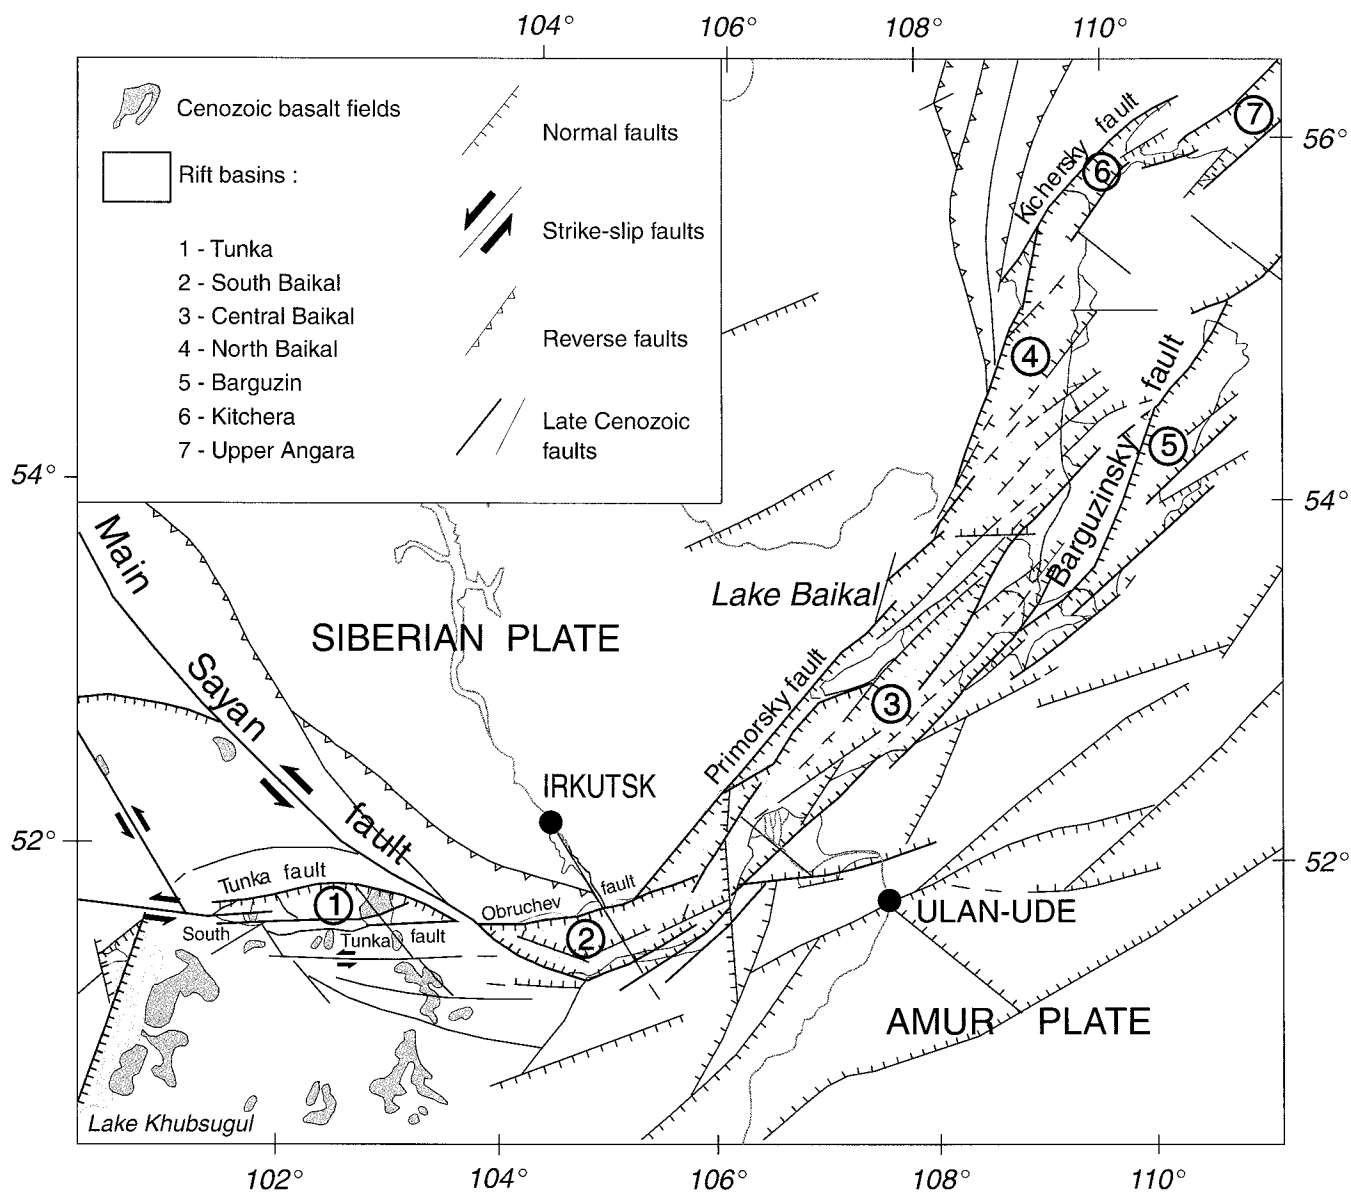 104° 106° 108° 110°
Cenozoic basalt fields
Rift basins :
1 - Tunka
2 - South Baikal
3 - Central Baikal
4 - North Baikal
5 - Barguzin
6 - Kitchera
7 - Upper Angara
Normal faults
Strike-slip faults
Reverse faults
Late Cenozoic
faults
7
56°
Kichersky fault
6
4
Barguzinsky fault
5
54°
54°
Main Sayan fault
Lake Baikal
SIBERIAN PLATE
Primorsky fault
3
IRKUTSK
52°
52°
Tunka fault
1
Obruchev fault
2
South Tunka fault
ULAN-UDE
AMUR PLATE
Lake Khubsugul
102° 104° 106° 108° 110°